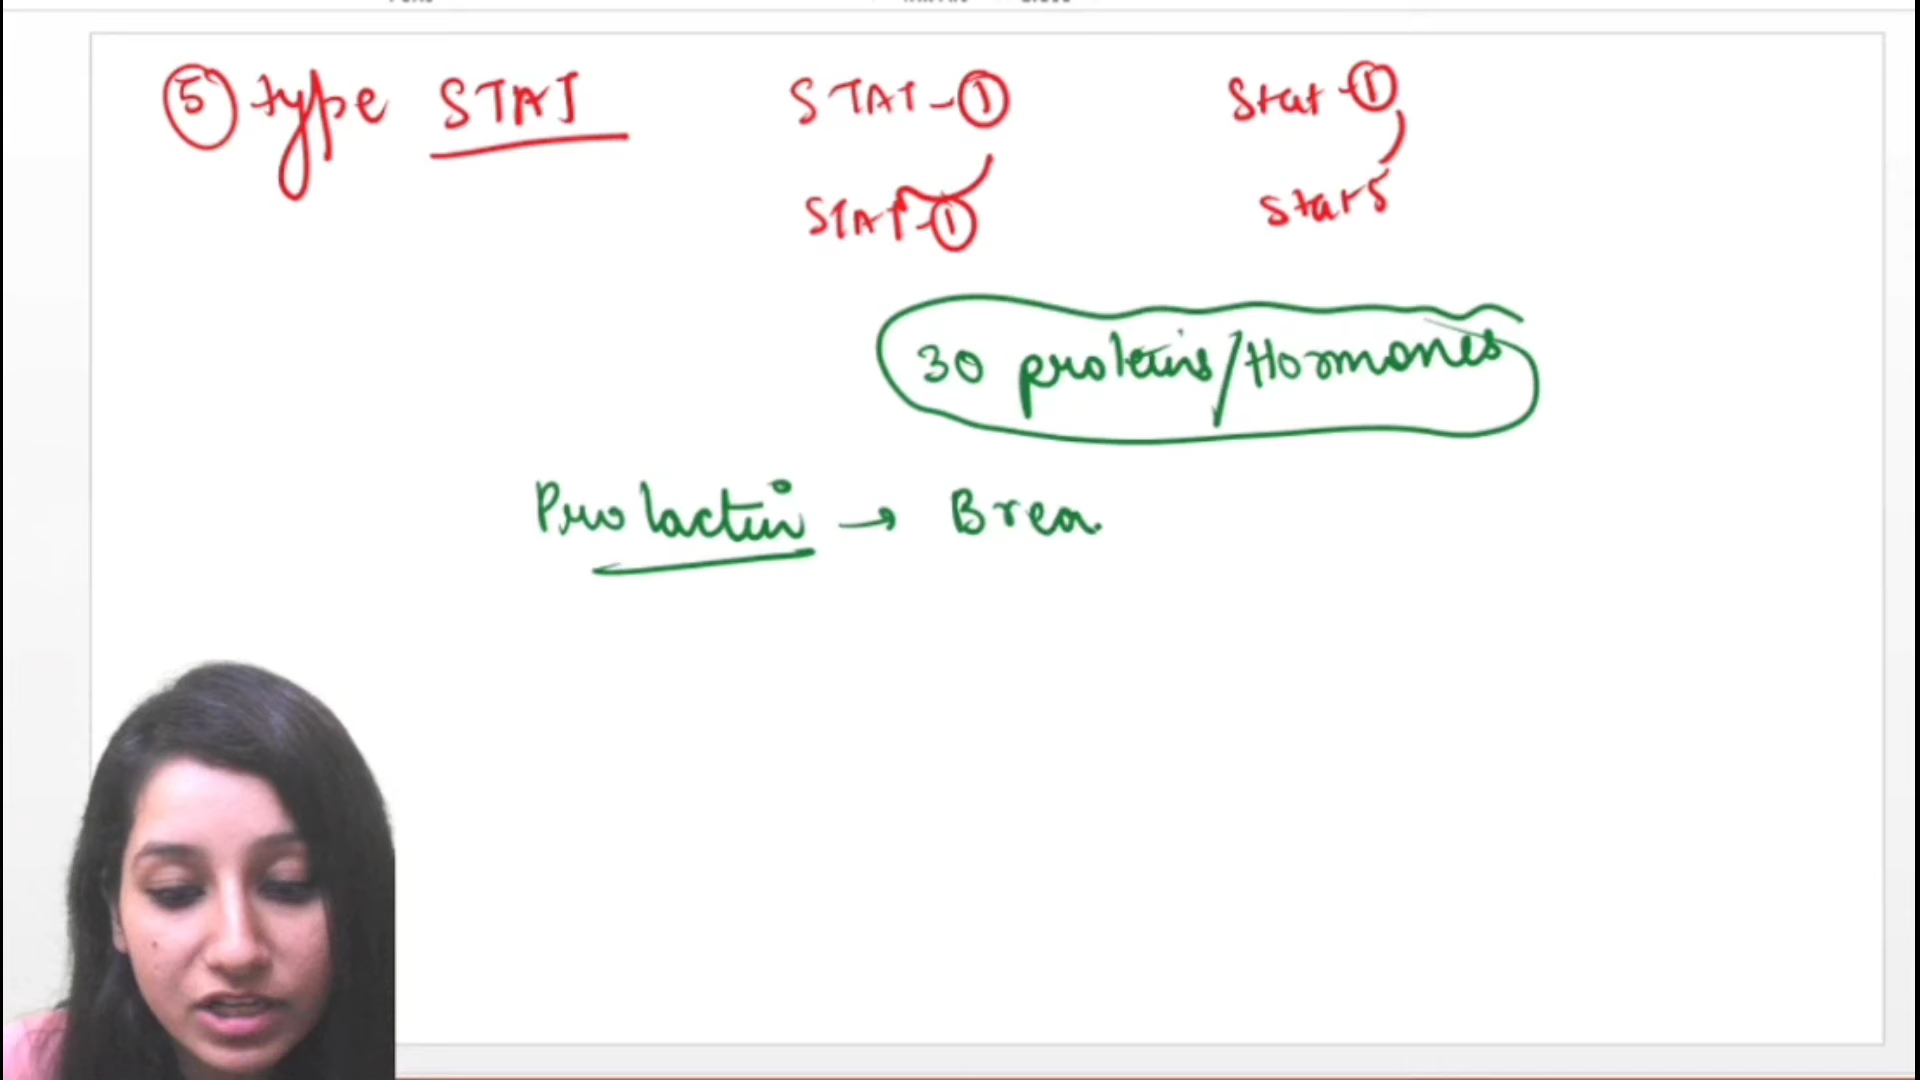 5 type STAT STAT-1 Stat-1
STAT-1 Stat5
30 proteins/Hormones
Prolactin → Brea